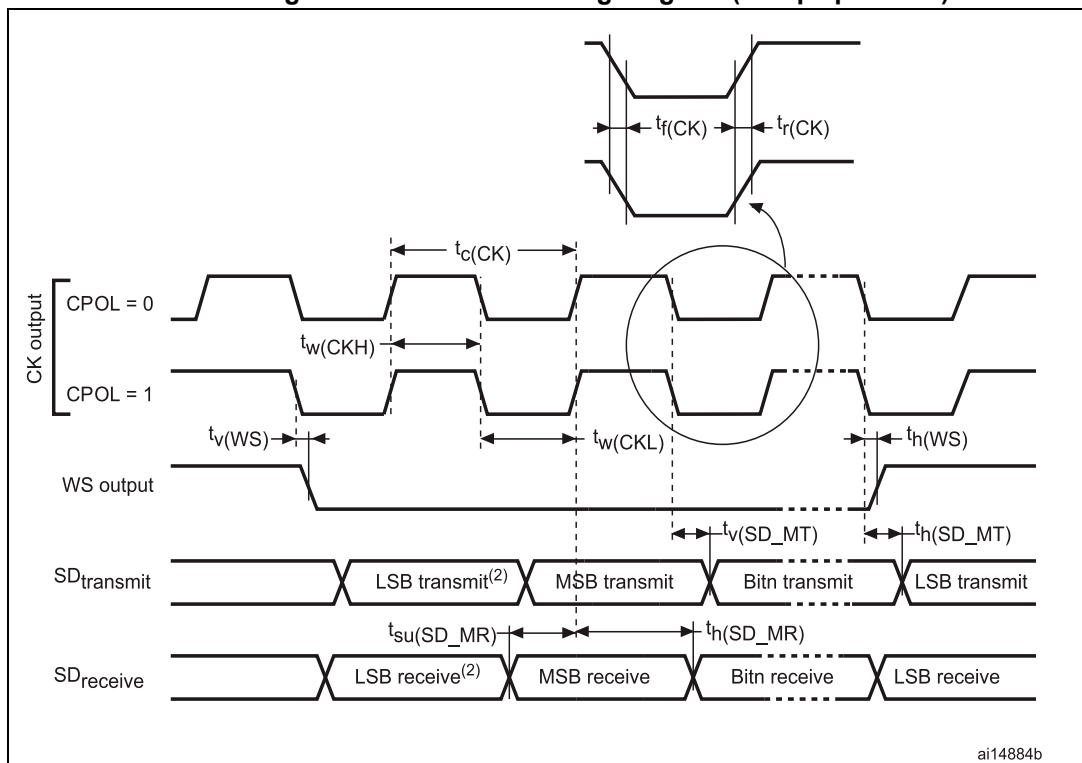 tf(CK) tr(CK)
tc(CK)
CK output
CPOL = 0
tw(CKH)
CPOL = 1
tv(WS) tw(CKL) th(WS)
WS output
tv(SD_MT) th(SD_MT)
SDtransmit LSB transmit(2) MSB transmit Bitn transmit LSB transmit
tsu(SD_MR) th(SD_MR)
SDreceive LSB receive(2) MSB receive Bitn receive LSB receive
ai14884b